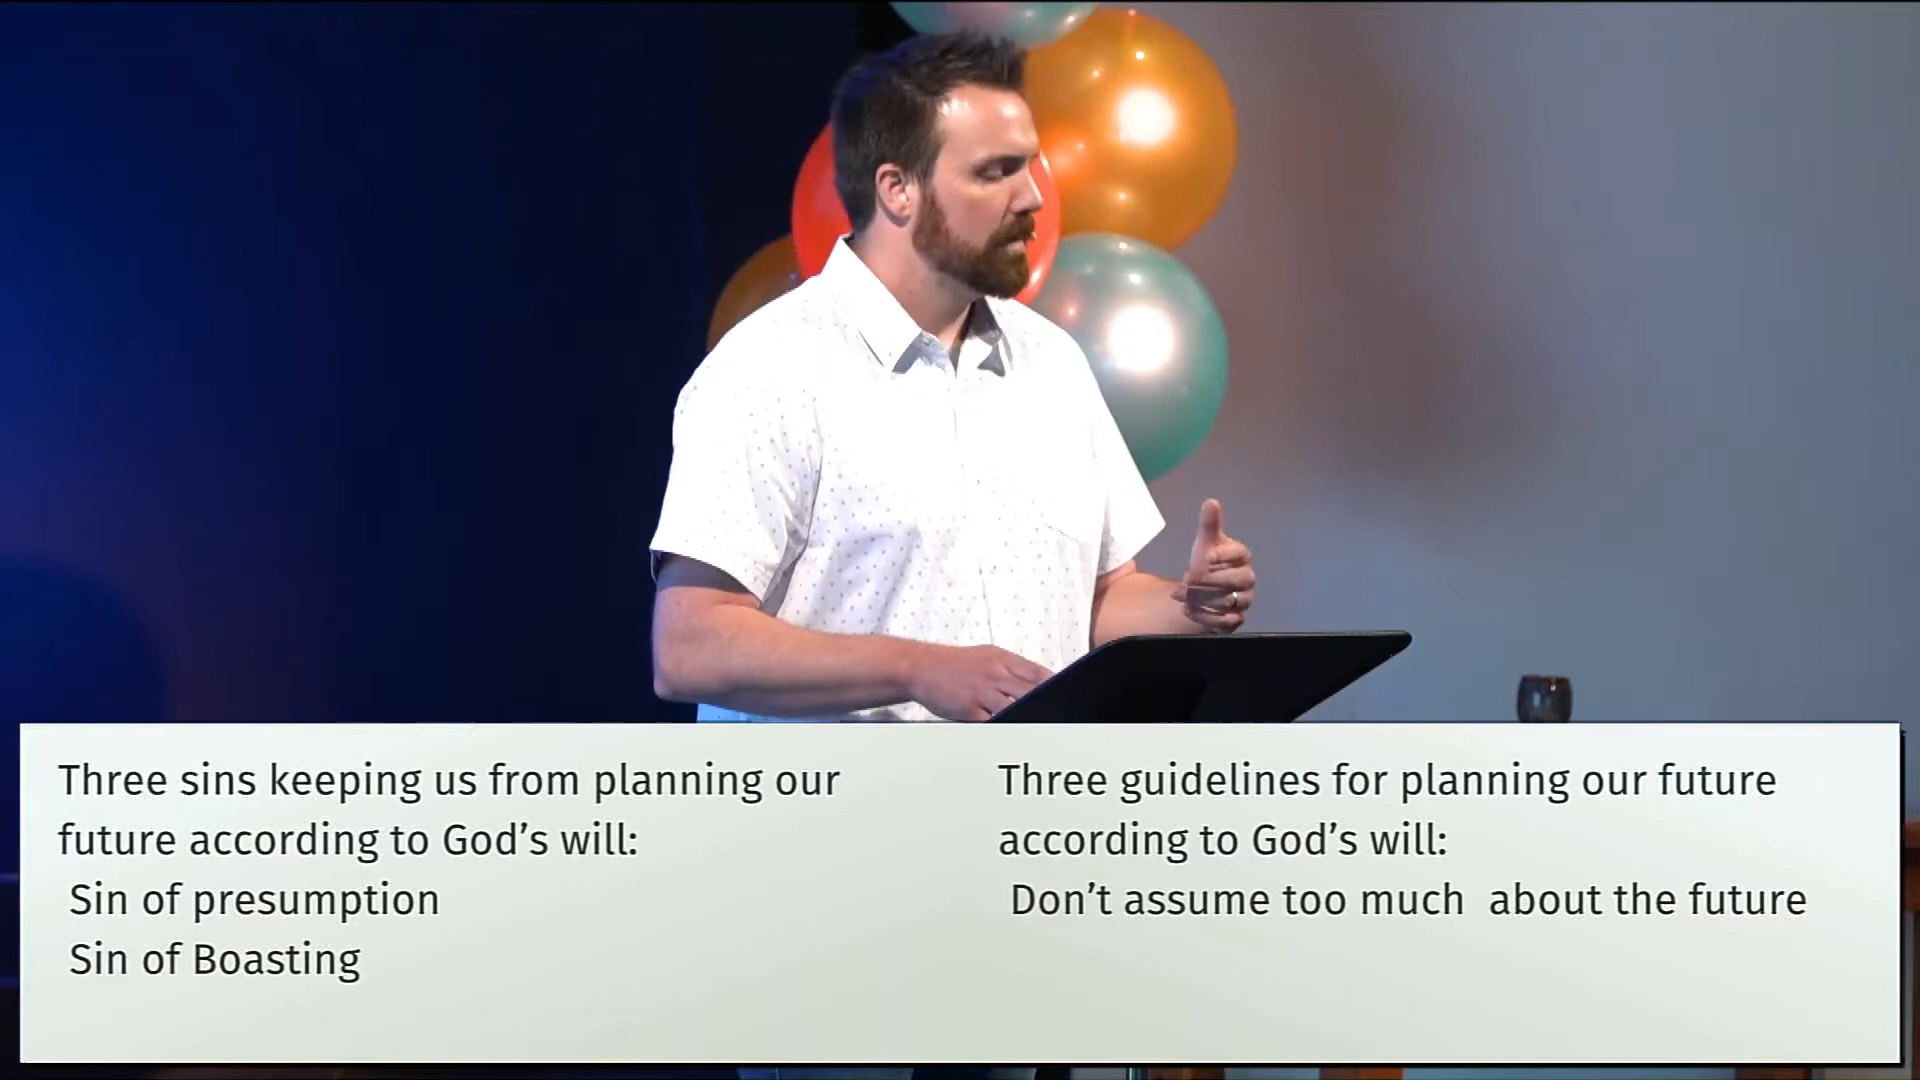 Three sins keeping us from planning our
future according to God's will:
Sin of presumption
Sin of Boasting
Three guidelines for planning our future
according to God's will:
Don't assume too much  about the future